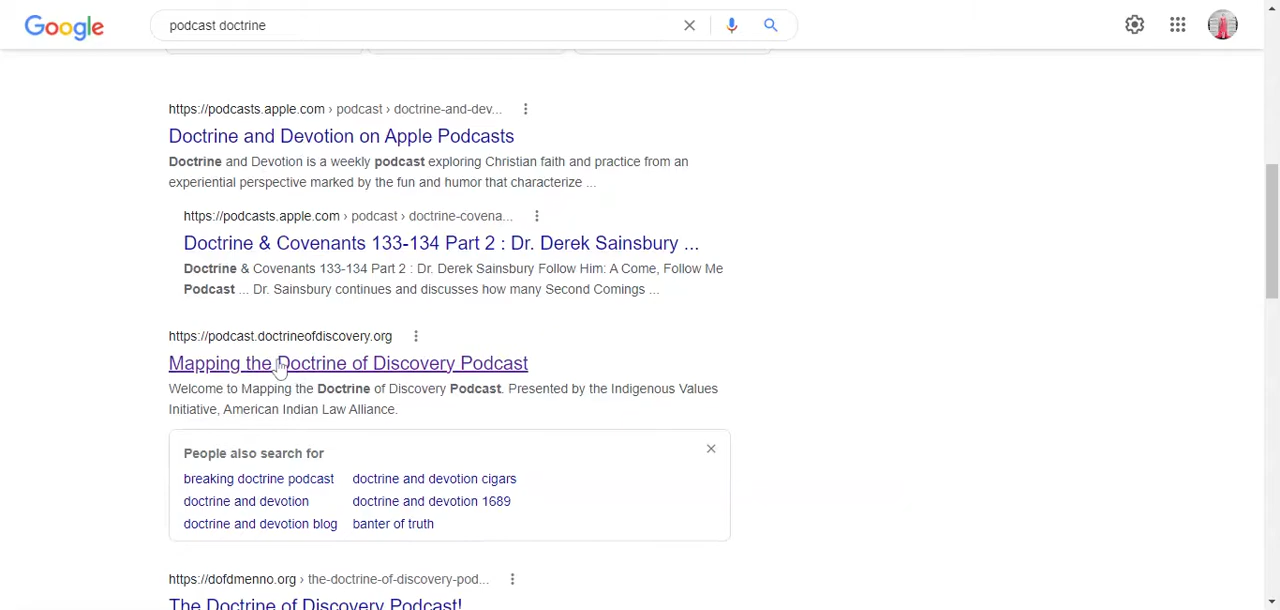 Google
podcast doctrine
https://podcasts.apple.com › podcast › doctrine-and-dev...
Doctrine and Devotion on Apple Podcasts
Doctrine and Devotion is a weekly podcast exploring Christian faith and practice from an
experiential perspective marked by the fun and humor that characterize ...
https://podcasts.apple.com › podcast › doctrine-covena...
Doctrine & Covenants 133-134 Part 2 : Dr. Derek Sainsbury ...
Doctrine & Covenants 133-134 Part 2 : Dr. Derek Sainsbury Follow Him: A Come, Follow Me
Podcast ... Dr. Sainsbury continues and discusses how many Second Comings ...
https://podcast.doctrineofdiscovery.org
Mapping the Doctrine of Discovery Podcast
Welcome to Mapping the Doctrine of Discovery Podcast. Presented by the Indigenous Values
Initiative, American Indian Law Alliance.
People also search for
breaking doctrine podcast doctrine and devotion cigars
doctrine and devotion doctrine and devotion 1689
doctrine and devotion blog banter of truth
https://dofdmenno.org › the-doctrine-of-discovery-pod...
The Doctrine of Discovery Podcast!